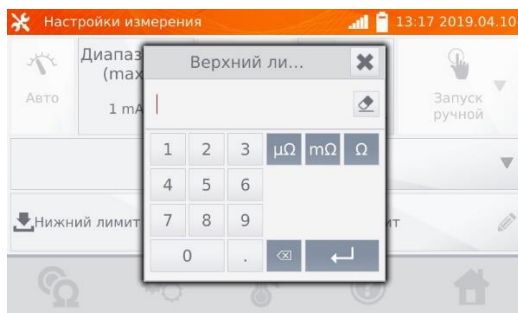 Настройки измерения 13:17 2019.04.10
Верхний ли...
Диапаз
(max
Авто
1 mA
Запуск
ручной
1 2 3 μΩ mΩ Ω
4 5 6
7 8 9
0 .
Нижний лимит
ит